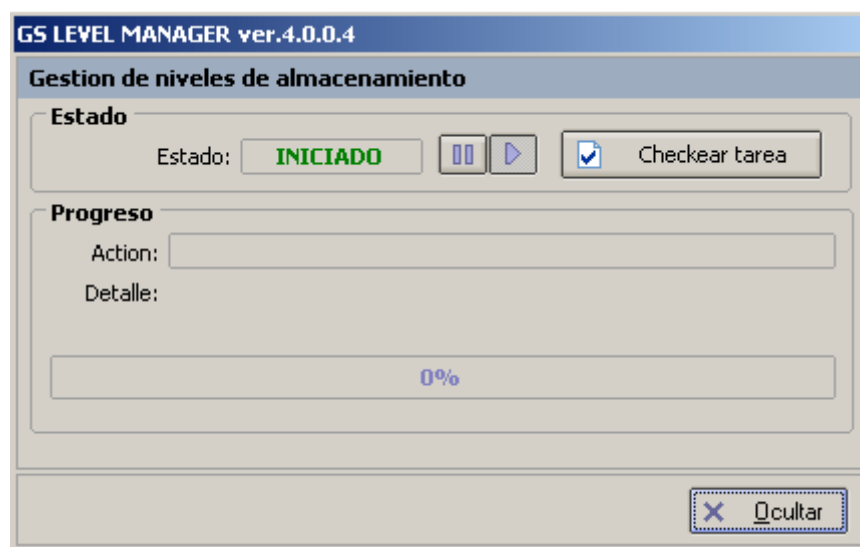 GS LEVEL MANAGER ver.4.0.0.4
Gestion de niveles de almacenamiento
Estado
Estado: INICIADO Checkear tarea
Progreso
Action:
Detalle:
0%
Ocultar